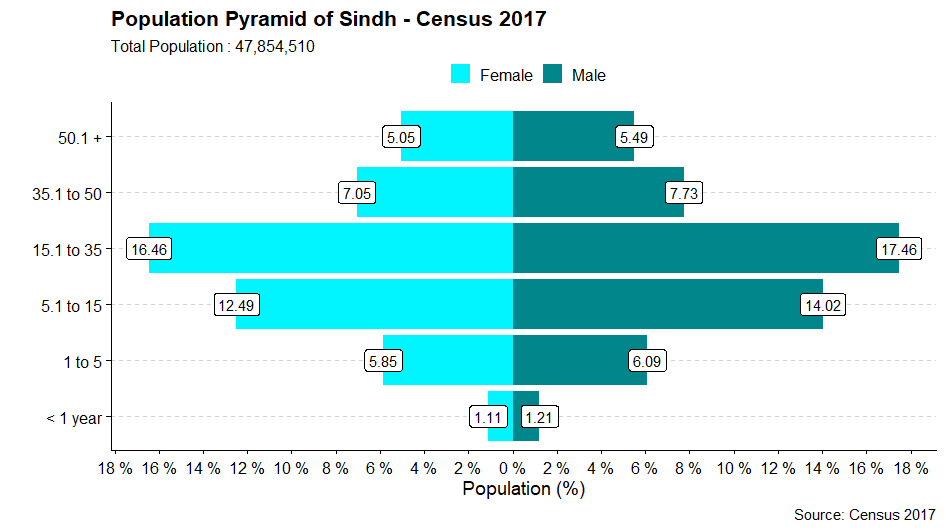 Population Pyramid of Sindh - Census 2017
Total Population : 47,854,510
Female Male
50.1 + 5.05 5.49
35.1 to 50 7.05 7.73
15.1 to 35 16.46 17.46
5.1 to 15 12.49 14.02
1 to 5 5.85 6.09
< 1 year 1.11 1.21
18 % 16 % 14 % 12 % 10 % 8 % 6 % 4 % 2 % 0 % 2 % 4 % 6 % 8 % 10 % 12 % 14 % 16 % 18 %
Population (%)
Source: Census 2017